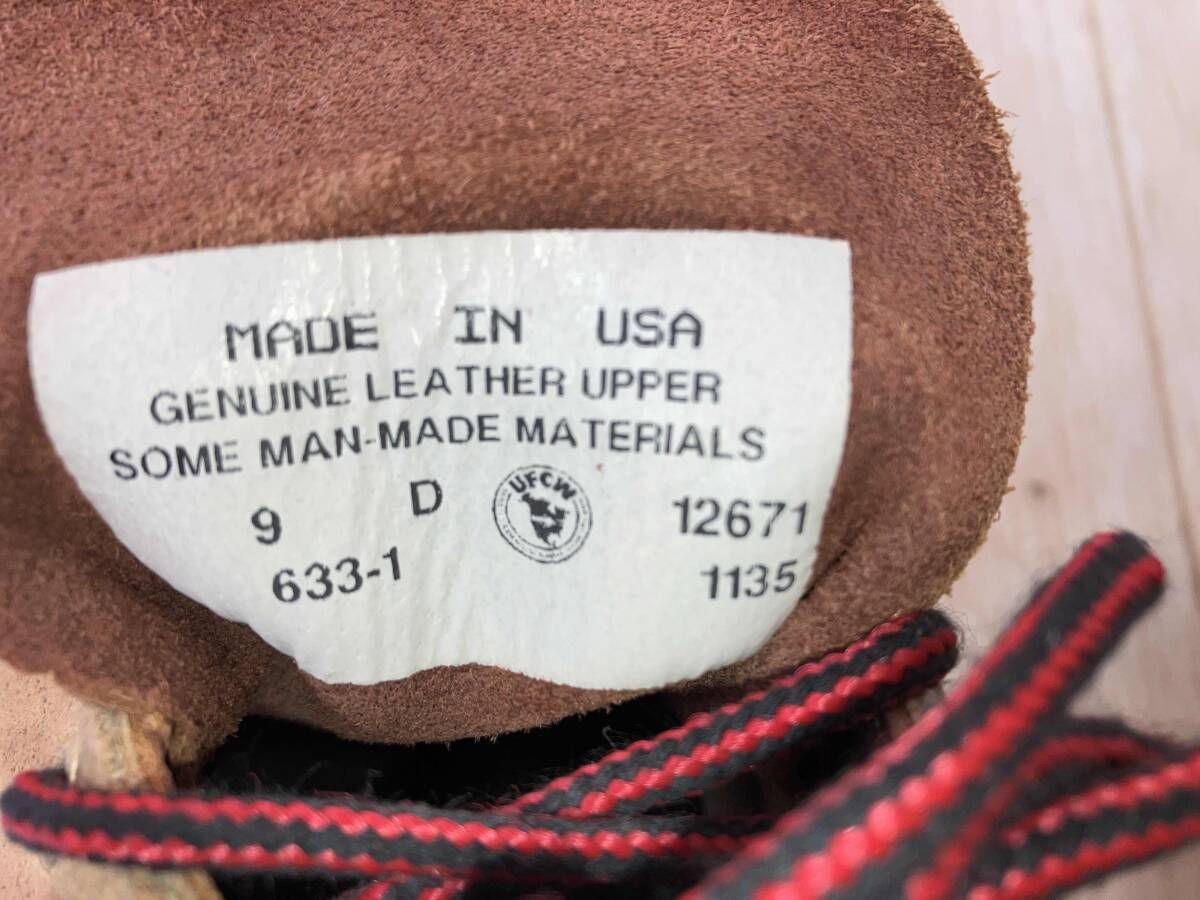 MADE IN USA
GENUINE LEATHER UPPER
SOME MAN-MADE MATERIALS
9 D UFCW 12671
633-1 1135